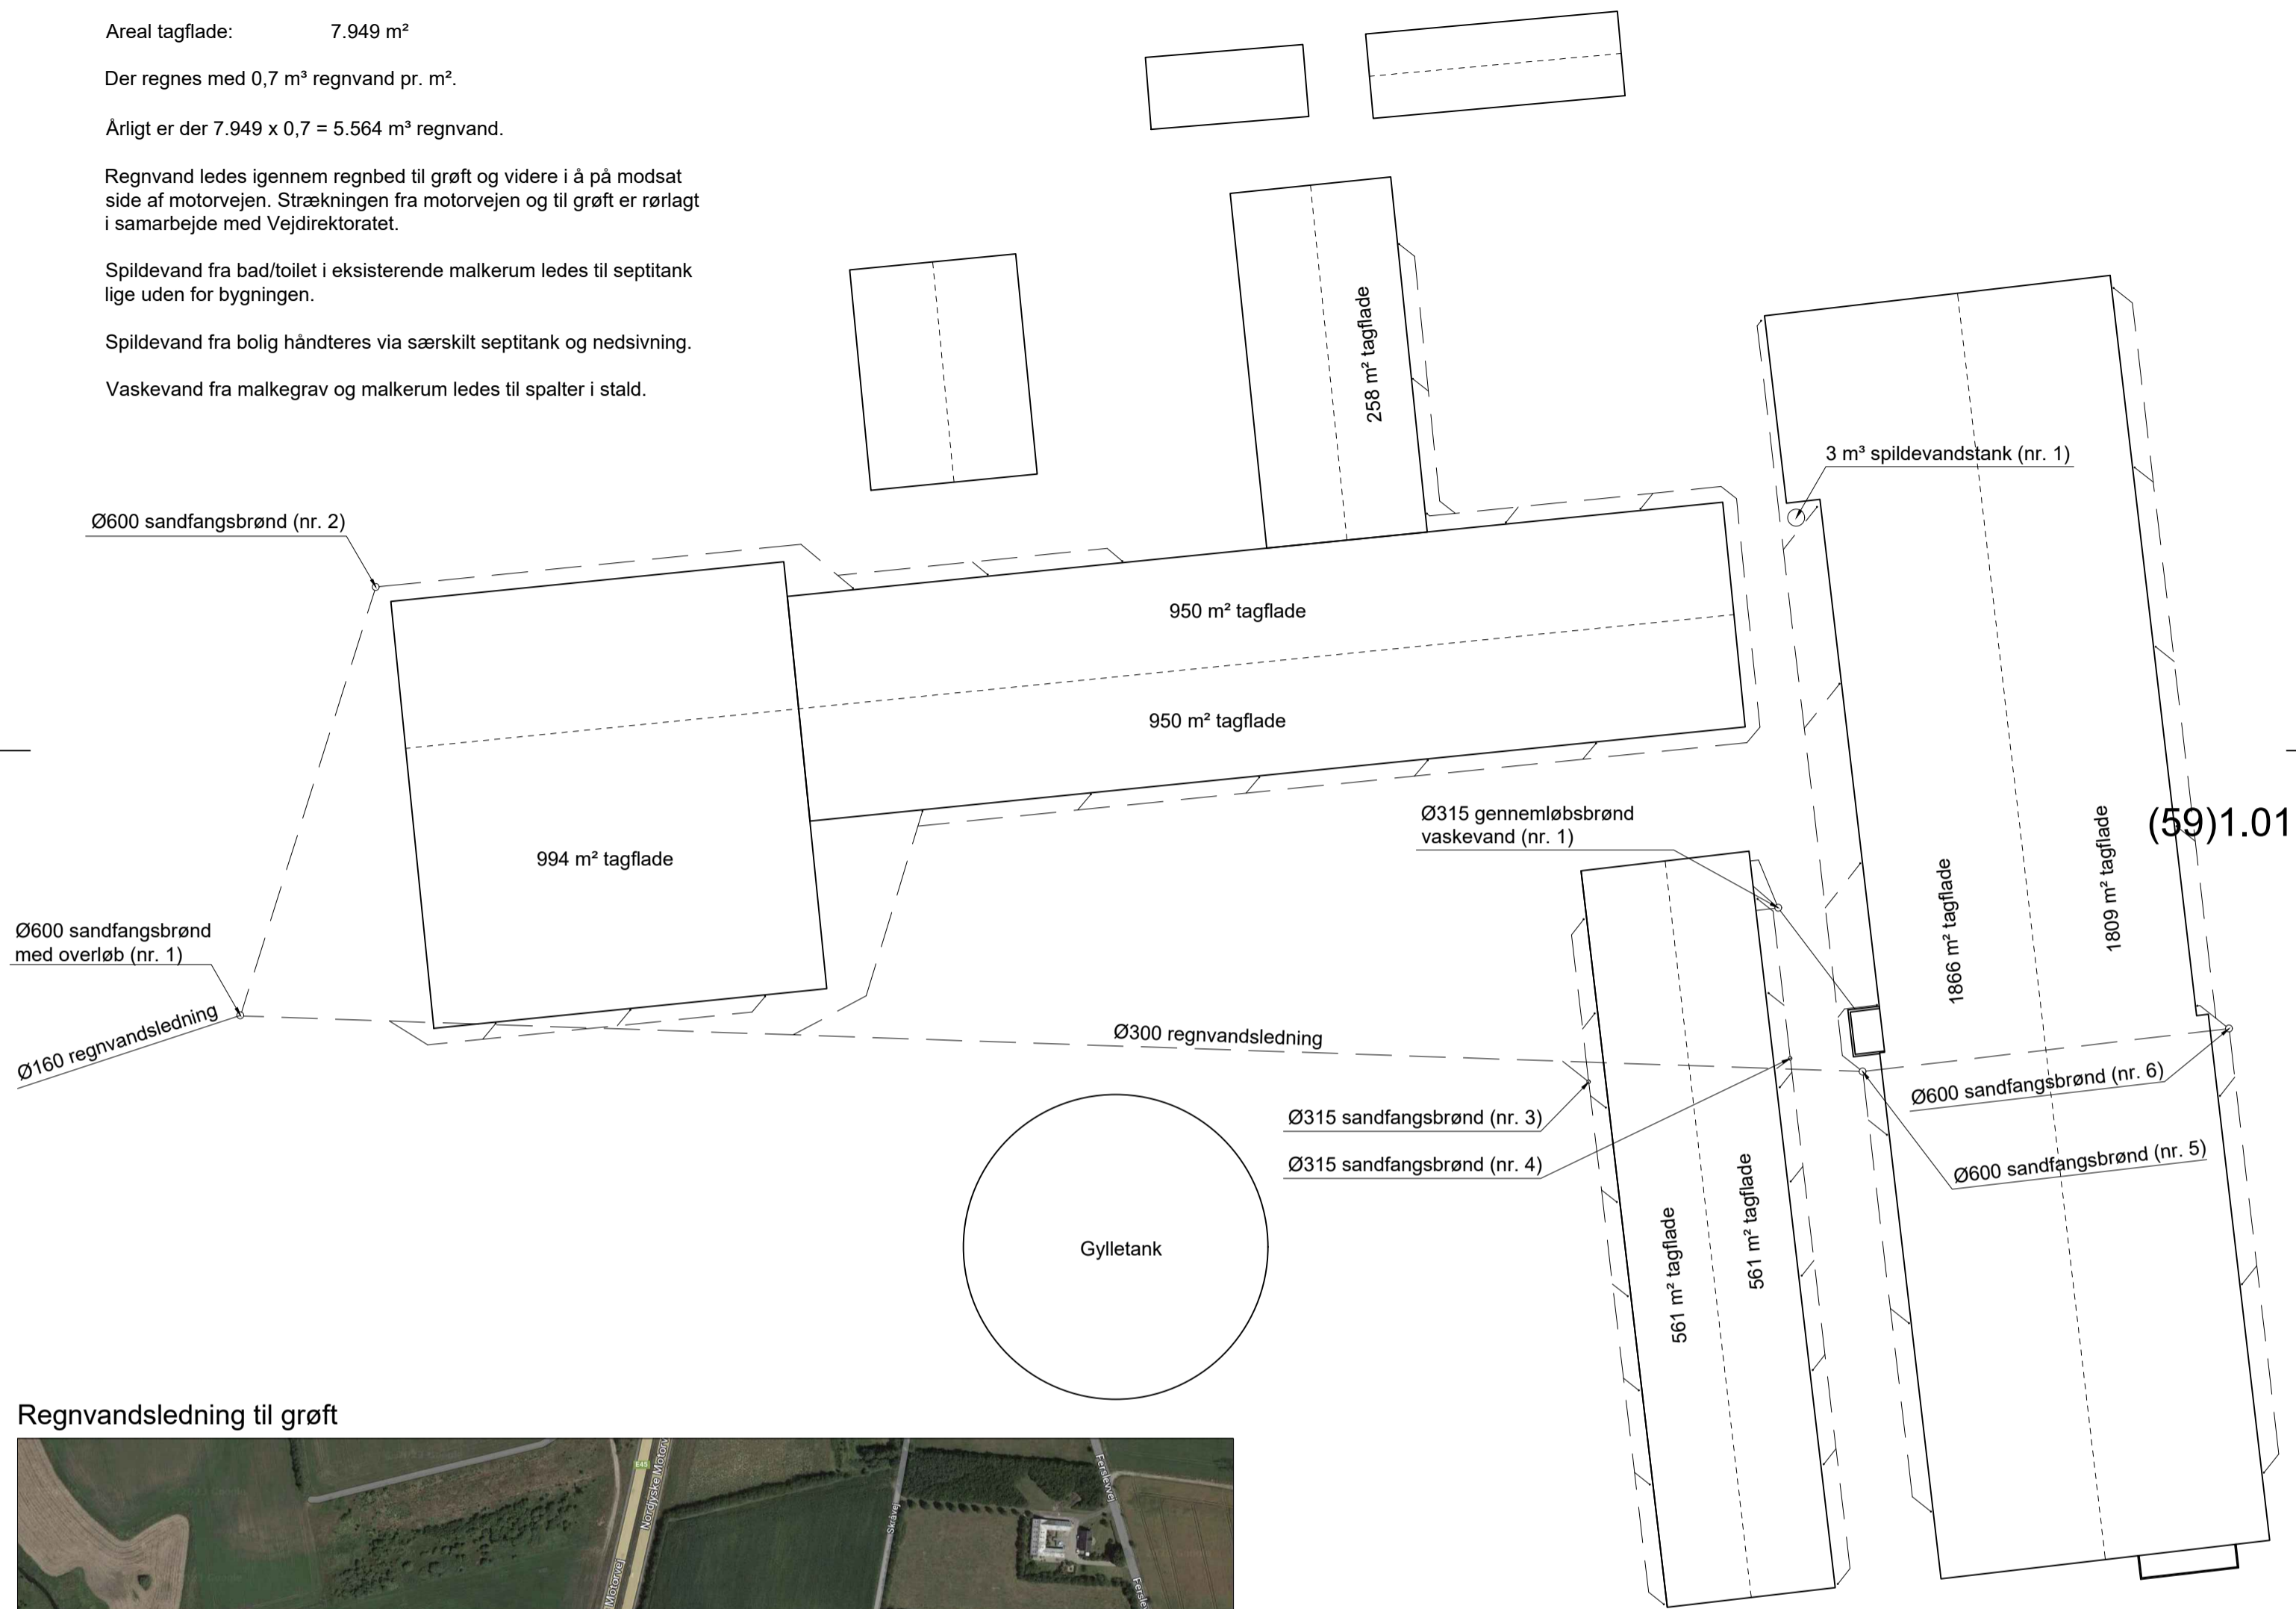 Areal tagflade: 7.949 m²
Der regnes med 0,7 m³ regnvand pr. m².
Årligt er der 7.949 x 0,7 = 5.564 m³ regnvand.
Regnvand ledes igennem regnbed til grøft og videre i å på modsat
side af motorvejen. Strækningen fra motorvejen og til grøft er rørlagt
i samarbejde med Vejdirektoratet.
Spildevand fra bad/toilet i eksisterende malkerum ledes til septitank
lige uden for bygningen.
Spildevand fra bolig håndteres via særskilt septitank og nedsivning.
Vaskevand fra malkegrav og malkerum ledes til spalter i stald.
258 m² tagflade
3 m³ spildevandstank (nr. 1)
Ø600 sandfangsbrønd (nr. 2)
950 m² tagflade
950 m² tagflade
994 m² tagflade
Ø315 gennemløbsbrønd
vaskevand (nr. 1)
(59)1.01
1866 m² tagflade
1809 m² tagflade
Ø600 sandfangsbrønd
med overløb (nr. 1)
Ø160 regnvandsledning
Ø300 regnvandsledning
Ø600 sandfangsbrønd (nr. 6)
Ø315 sandfangsbrønd (nr. 3)
Ø315 sandfangsbrønd (nr. 4)
Ø600 sandfangsbrønd (nr. 5)
561 m² tagflade
561 m² tagflade
Gylletank
Regnvandsledning til grøft
E45
Nordjyske Motorv
Motorvej
Skråvej
Ferslevvej
Ferslev